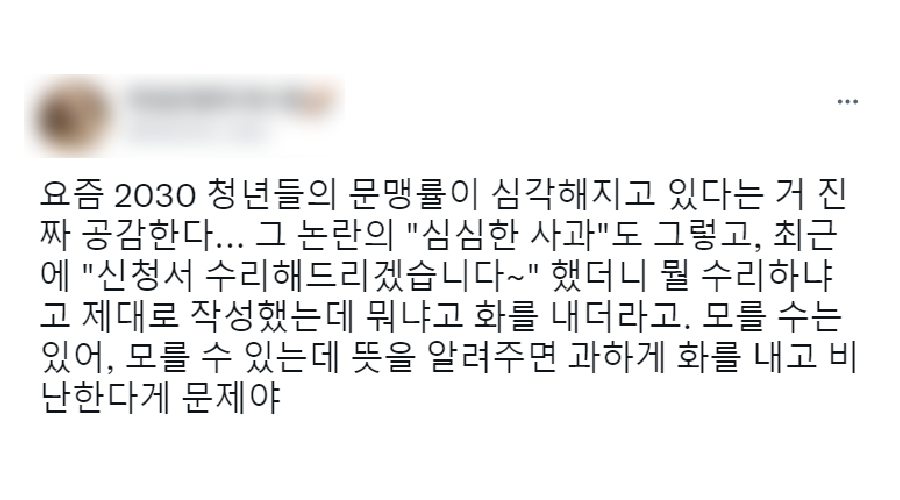 요즘 2030 청년들의 문맹률이 심각해지고 있다는 거 진
짜 공감한다... 그 논란의 "심심한 사과"도 그렇고, 최근
에 "신청서 수리해드리겠습니다~" 했더니 뭘 수리하냐
고 제대로 작성했는데 뭐냐고 화를 내더라고. 모를 수는
있어, 모를 수 있는데 뜻을 알려주면 과하게 화를 내고 비
난한다게 문제야